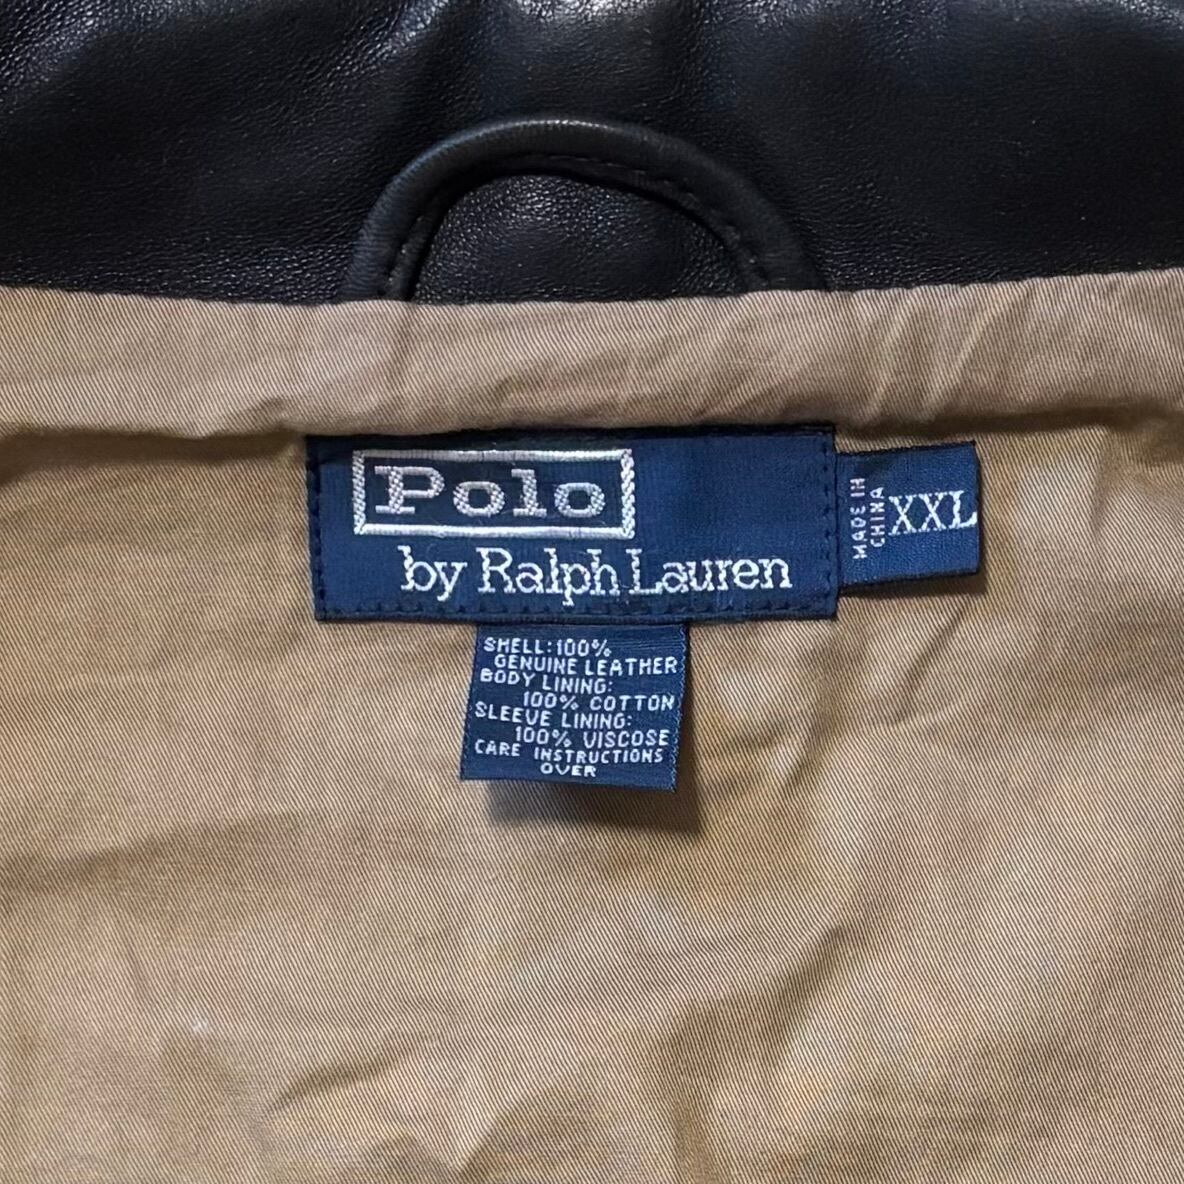 Polo
by Ralph Lauren
MADE IN
CHINA
XXL
SHELL:100%
GENUINE LEATHER
BODY LINING:
100% COTTON
SLEEVE LINING:
100% VISCOSE
CARE INSTRUCTIONS
OVER